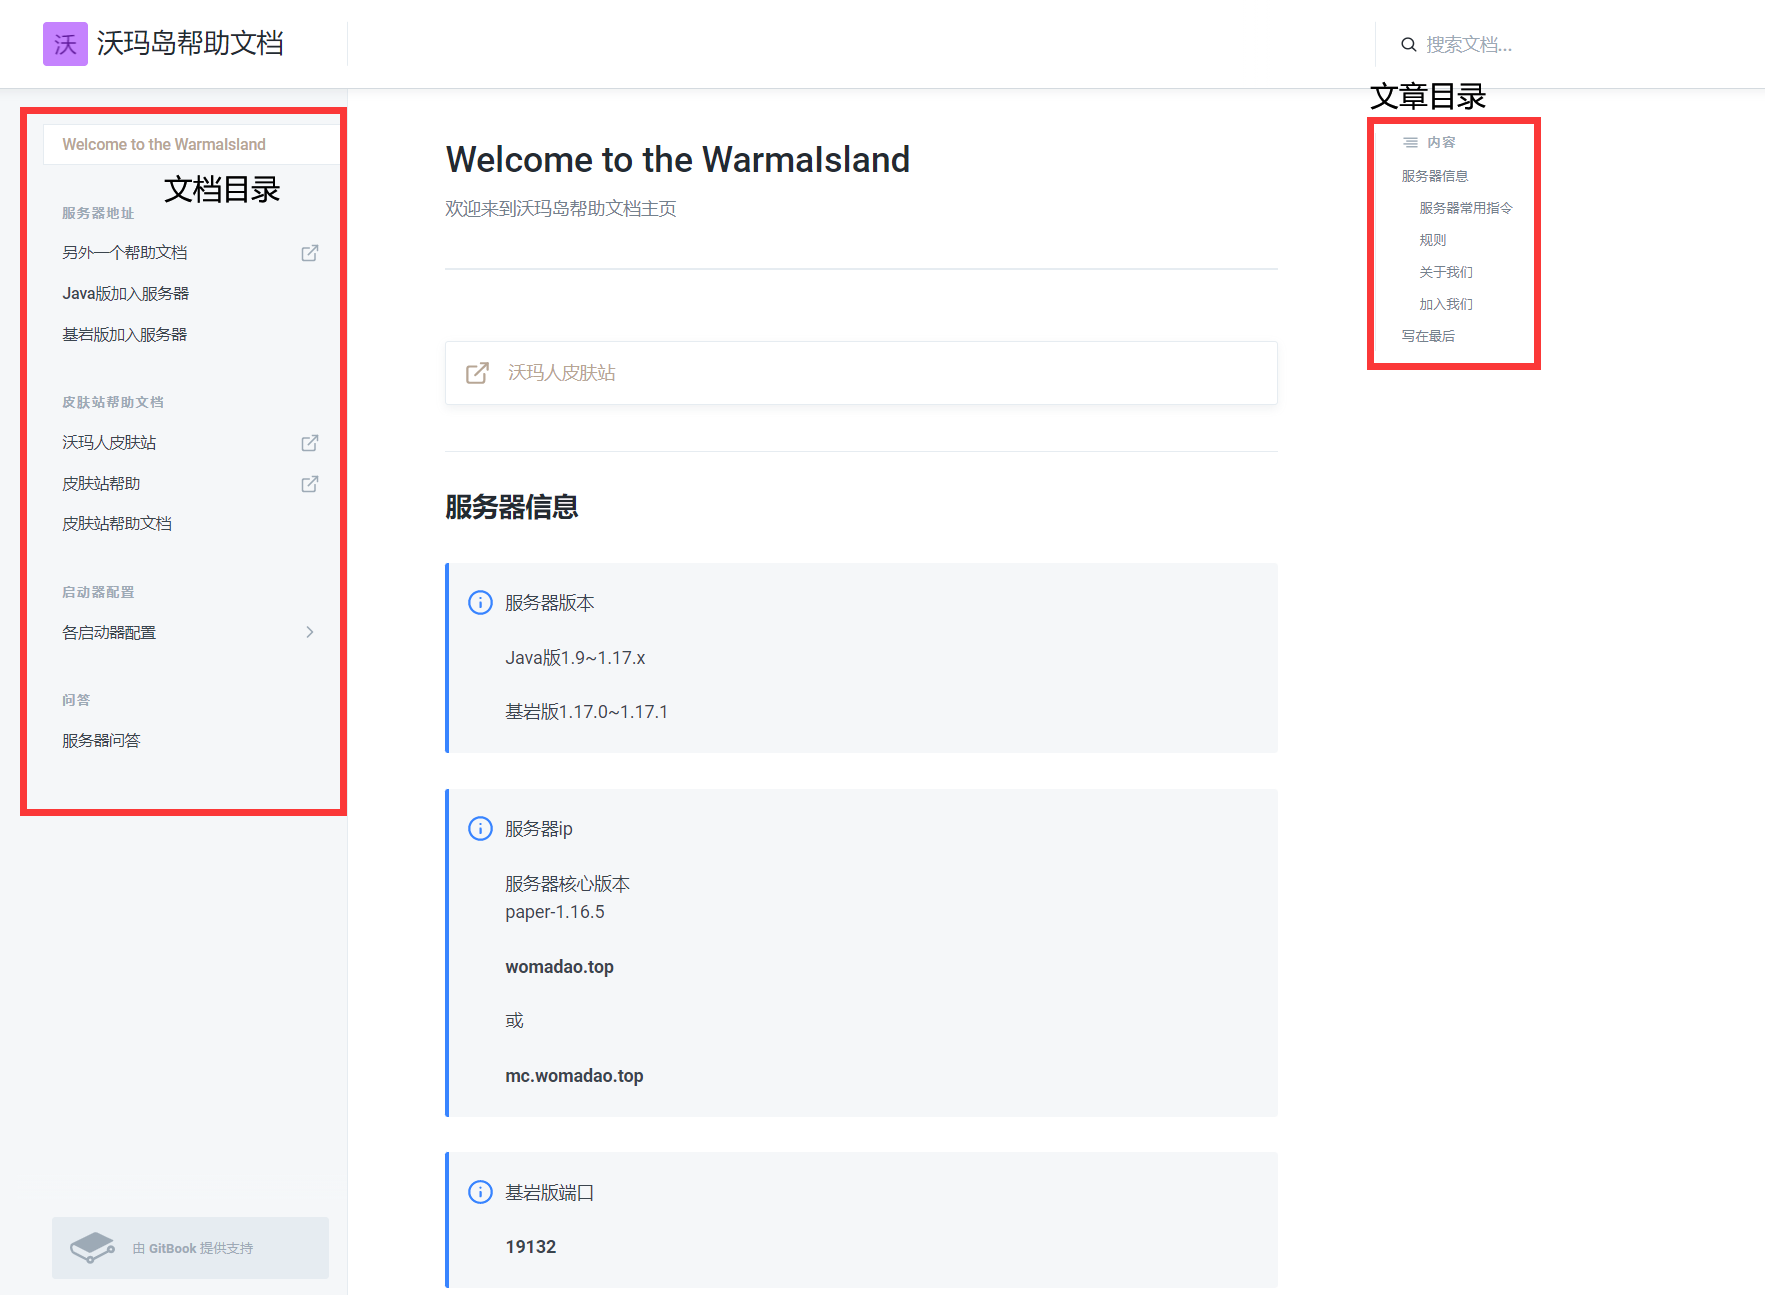 沃 沃玛岛帮助文档
搜索文档...
Welcome to the WarmaIsland
文档目录
服务器地址
另外一个帮助文档
Java版加入服务器
基岩版加入服务器
皮肤站帮助文档
沃玛人皮肤站
皮肤站帮助
皮肤站帮助文档
启动器配置
各启动器配置
问答
服务器问答
由 GitBook 提供支持
Welcome to the WarmaIsland
欢迎来到沃玛岛帮助文档主页
沃玛人皮肤站
服务器信息
服务器版本
Java版1.9~1.17.x
基岩版1.17.0~1.17.1
服务器ip
服务器核心版本
paper-1.16.5
womadao.top
或
mc.womadao.top
基岩版端口
19132
文章目录
内容
服务器信息
服务器常用指令
规则
关于我们
加入我们
写在最后